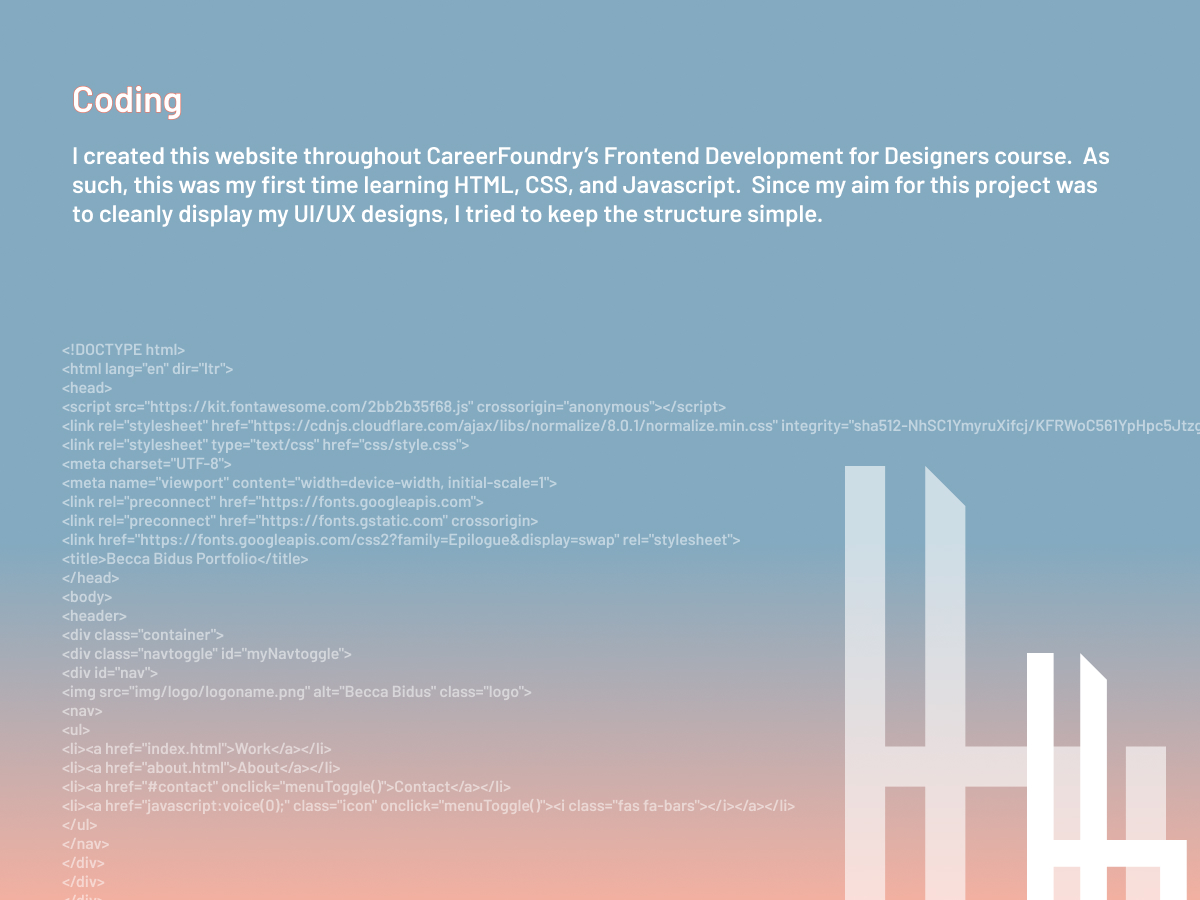 Coding
I created this website throughout CareerFoundry’s Frontend Development for Designers course.  As
such, this was my first time learning HTML, CSS, and Javascript.  Since my aim for this project was
to cleanly display my UI/UX designs, I tried to keep the structure simple.
<!DOCTYPE html>
<html lang="en" dir="ltr">
<head>
<script src="https://kit.fontawesome.com/2bb2b35f68.js" crossorigin="anonymous"></script>
<link rel="stylesheet" href="https://cdnjs.cloudflare.com/ajax/libs/normalize/8.0.1/normalize.min.css" integrity="sha512-NhSC1YmyruXifcj/KFRWoC561YpHpc5Jtzg
<link rel="stylesheet" type="text/css" href="css/style.css">
<meta charset="UTF-8">
<meta name="viewport" content="width=device-width, initial-scale=1">
<link rel="preconnect" href="https://fonts.googleapis.com">
<link rel="preconnect" href="https://fonts.gstatic.com" crossorigin>
<link href="https://fonts.googleapis.com/css2?family=Epilogue&display=swap" rel="stylesheet">
<title>Becca Bidus Portfolio</title>
</head>
<body>
<header>
<div class="container">
<div class="navtoggle" id="myNavtoggle">
<div id="nav">
<img src="img/logo/logoname.png" alt="Becca Bidus" class="logo">
<nav>
<ul>
<li><a href="index.html">Work</a></li>
<li><a href="about.html">About</a></li>
<li><a href="#contact" onclick="menuToggle()">Contact</a></li>
<li><a href="javascript:voice(0);" class="icon" onclick="menuToggle()"><i class="fas fa-bars"></i></a></li>
</ul>
</nav>
</div>
</div>
</div>